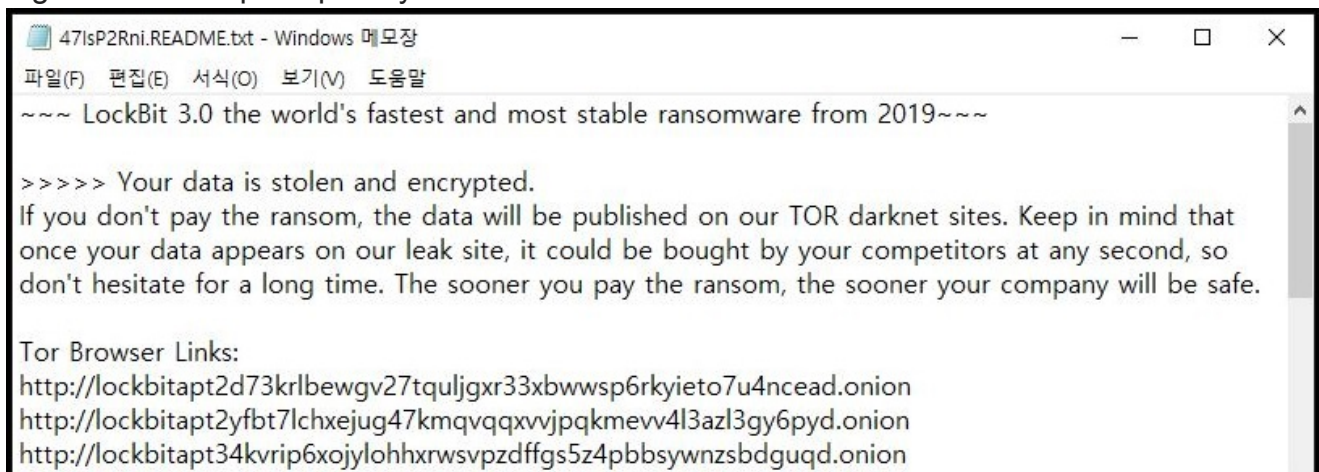 47IsP2Rni.README.txt - Windows 메모장
파일(F) 편집(E) 서식(O) 보기(V) 도움말
~~~ LockBit 3.0 the world's fastest and most stable ransomware from 2019~~~
>>>>> Your data is stolen and encrypted.
If you don't pay the ransom, the data will be published on our TOR darknet sites. Keep in mind that
once your data appears on our leak site, it could be bought by your competitors at any second, so
don't hesitate for a long time. The sooner you pay the ransom, the sooner your company will be safe.
Tor Browser Links:
http://lockbitapt2d73krlbewgv27tquljgxr33xbwwsp6rkyieto7u4ncead.onion
http://lockbitapt2yfbt7lchxejug47kmqvqqxvvjpqkmevv4l3azl3gy6pyd.onion
http://lockbitapt34kvrip6xojylohhxrwsvpzdffgs5z4pbbsywnzsbdguqd.onion